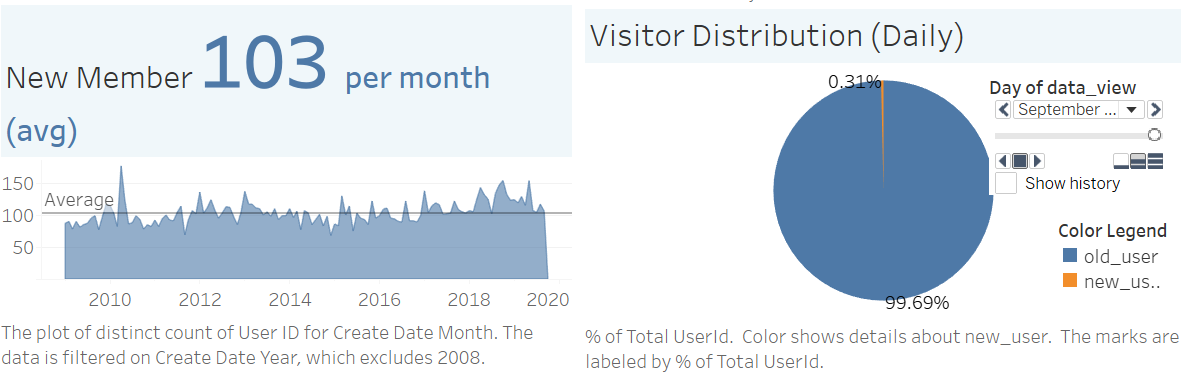 New Member 103 per month
(avg)
150
100
50
Average
2010
2012
2014
2016
2018
2020
The plot of distinct count of User ID for Create Date Month. The
data is filtered on Create Date Year, which excludes 2008.
Visitor Distribution (Daily)
0.31%
99.69%
Day of data_view
September ...
Show history
Color Legend
old_user
new_us..
% of Total UserId. Color shows details about new_user. The marks are
labeled by % of Total UserId.